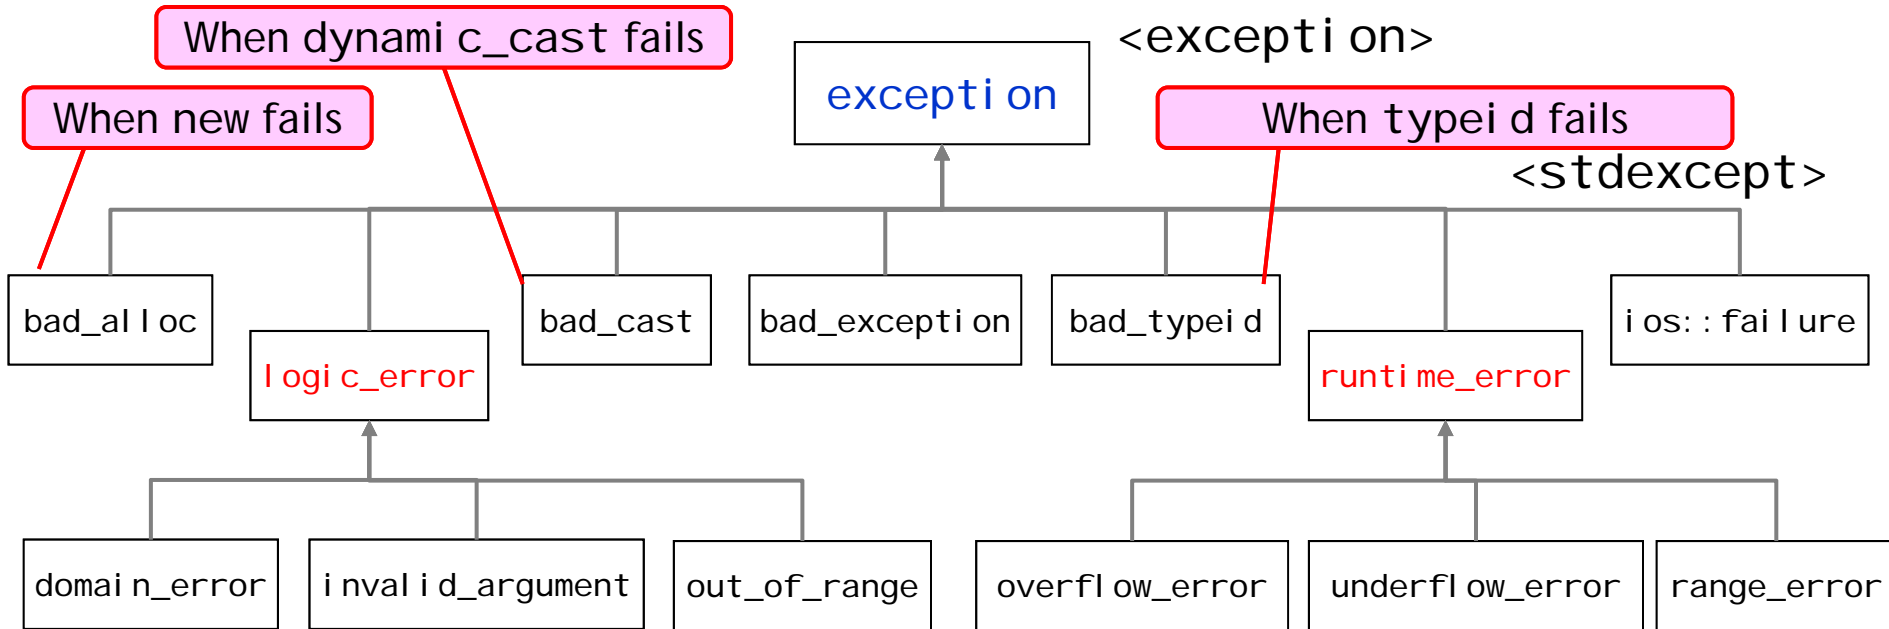 When dynamic_cast fails
<exception>
exception
When new fails
When typeid fails
<stdexcept>
bad_alloc
bad_cast
bad_exception
bad_typeid
ios::failure
logic_error
runtime_error
domain_error
invalid_argument
out_of_range
overflow_error
underflow_error
range_error